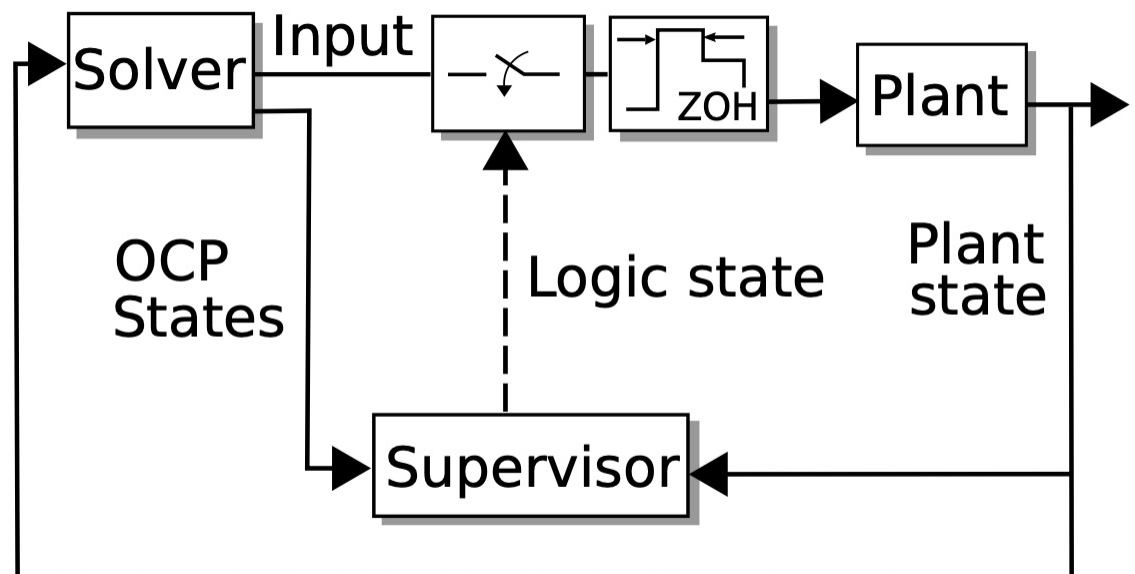 Solver
Input
ZOH
Plant
OCP
States
Logic state
Plant
state
Supervisor